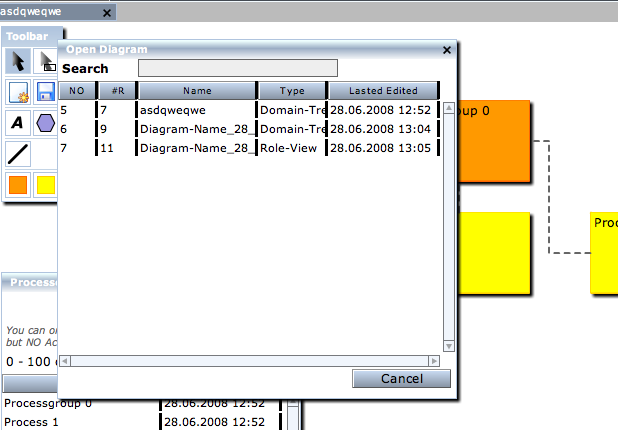 asdqweqwe
Toolbar
A
Open Diagram
Search
NO #R Name Type Lasted Edited
5 7 asdqweqwe Domain-Tre 28.06.2008 12:52
6 9 Diagram-Name_28_ Domain-Tre 28.06.2008 13:04
7 11 Diagram-Name_28_ Role-View 28.06.2008 13:05
Cancel
up 0
Proc
Process
You can o
but NO Ac
0 - 100
Processgroup 0 28.06.2008 12:52
Process 1 28.06.2008 12:52